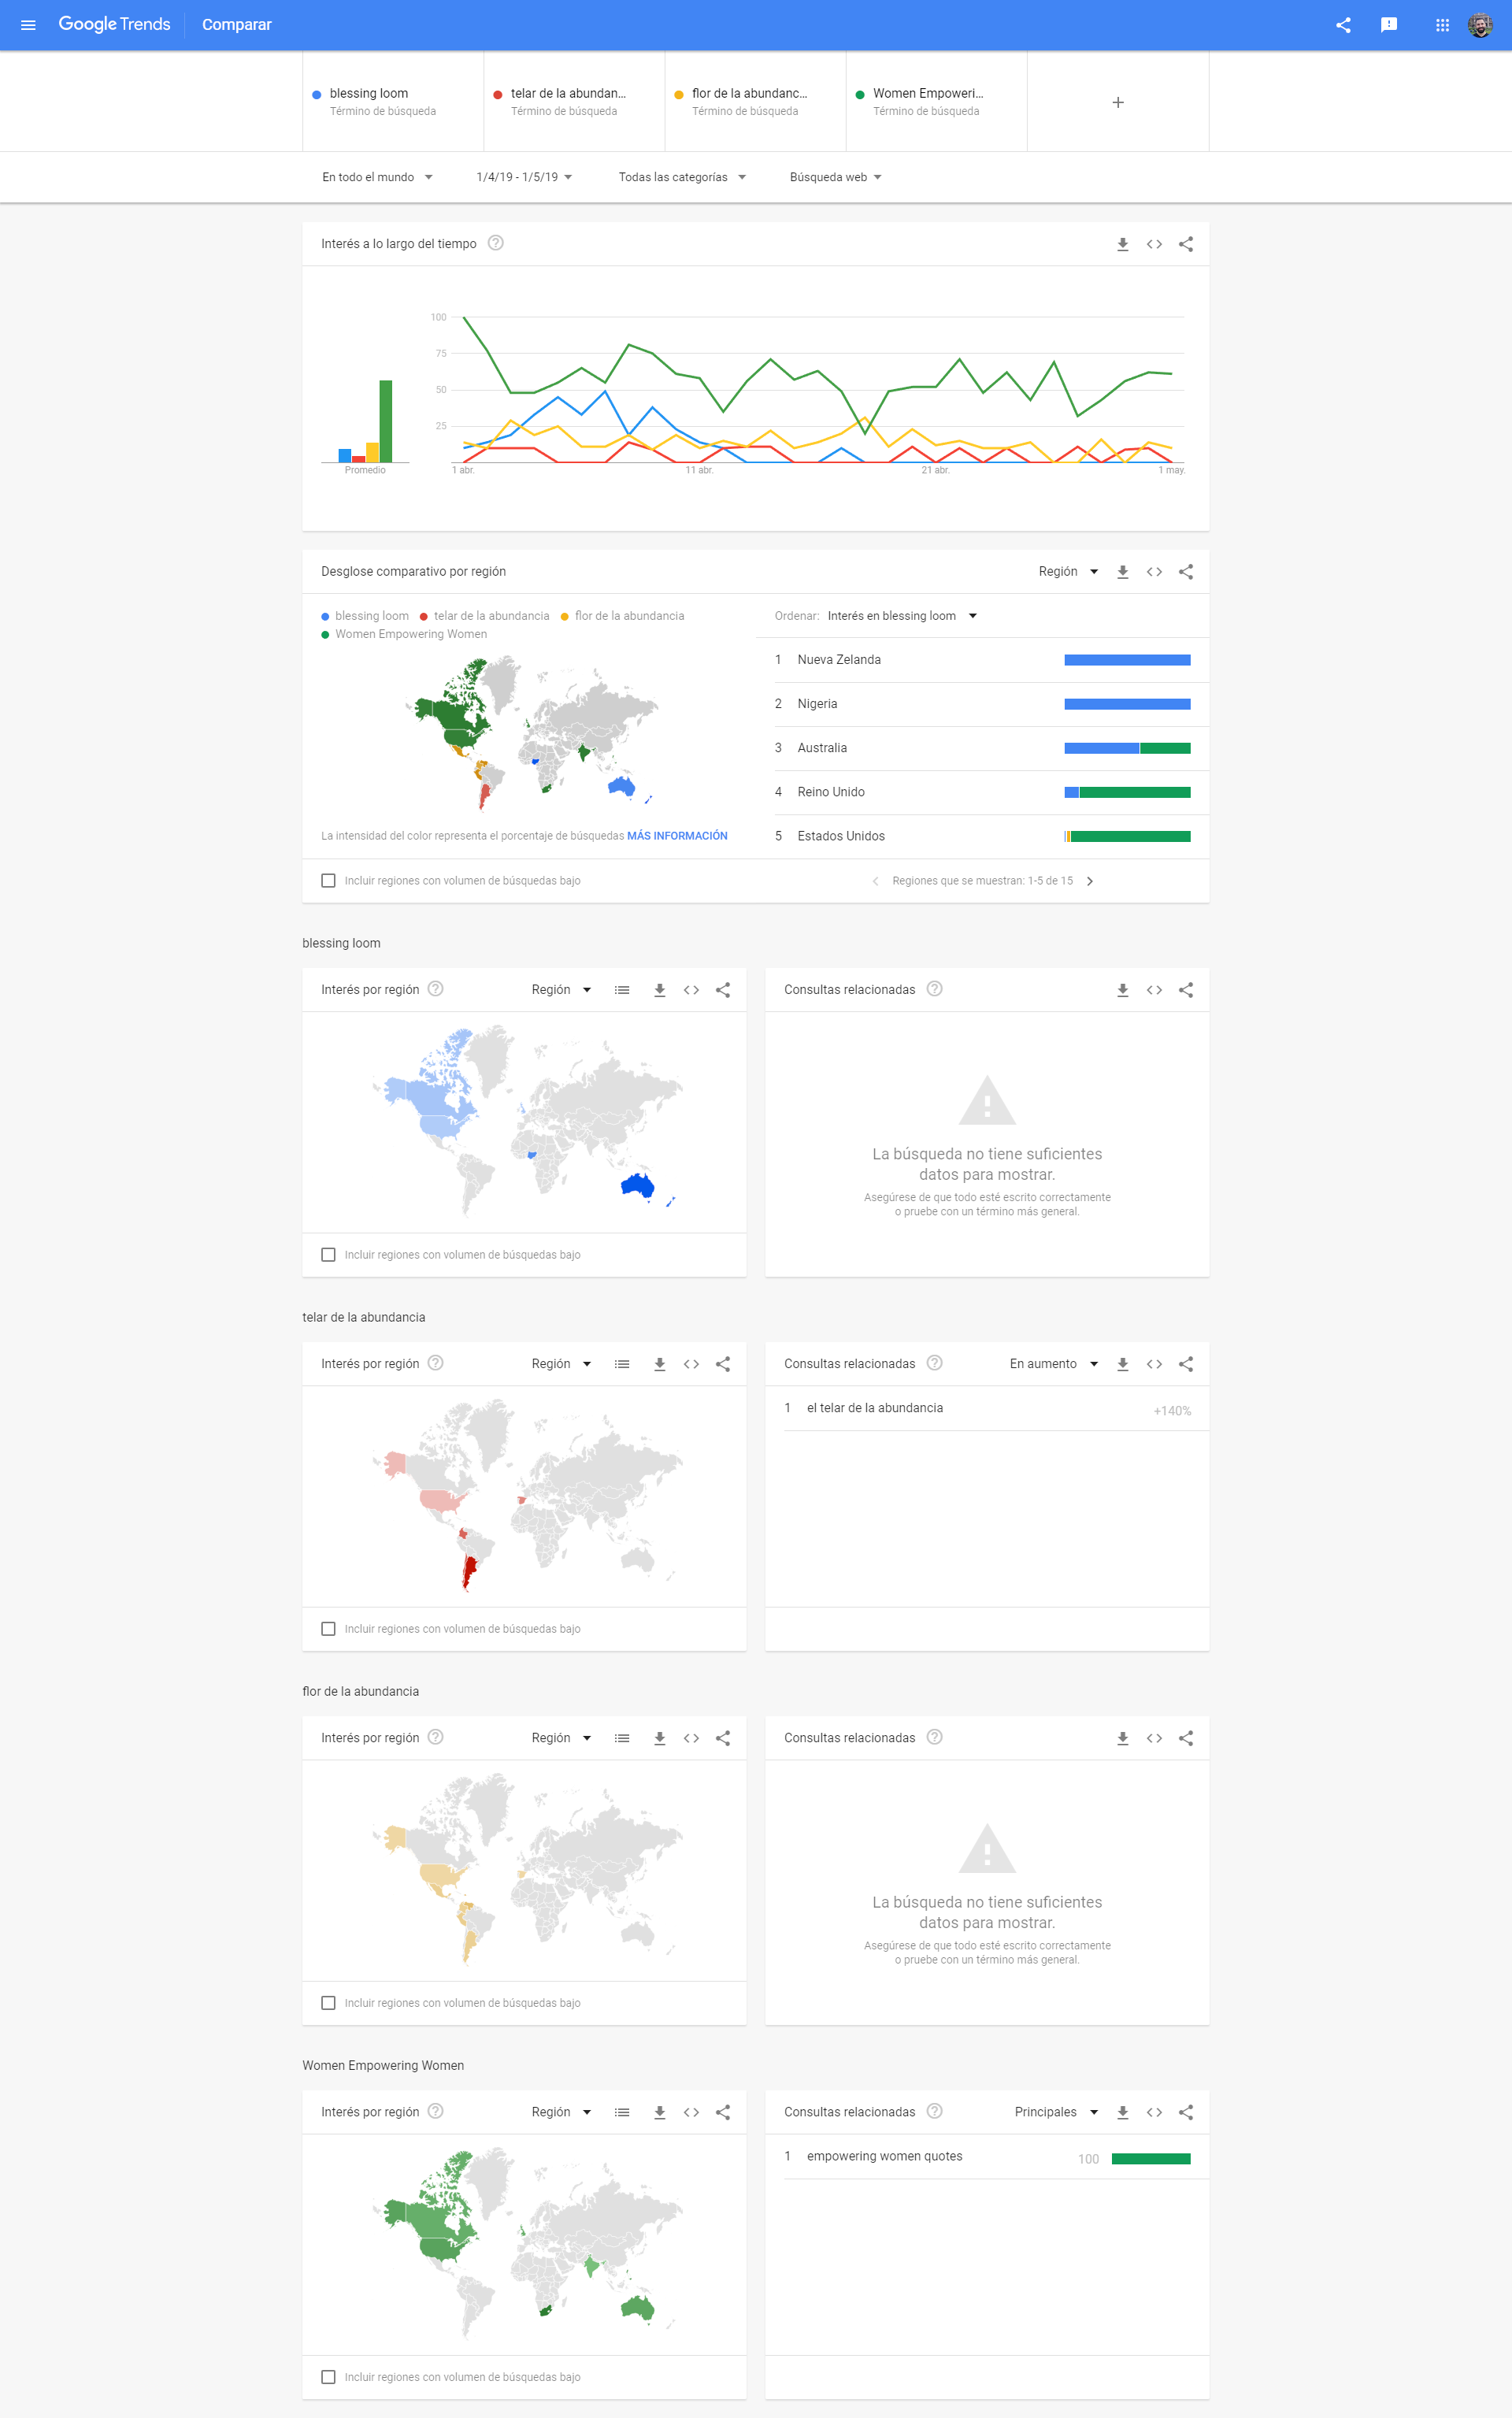 Google Trends
Comparar
blessing loom
Término de búsqueda
telar de la abundan...
Término de búsqueda
flor de la abundanc...
Término de búsqueda
Women Empoweri...
Término de búsqueda
+
En todo el mundo
1/4/19 - 1/5/19
Todas las categorías
Búsqueda web
Interés a lo largo del tiempo
100
75
50
25
Promedio
1 abr.
11 abr.
21 abr.
1 may.
Desglose comparativo por región
Región
blessing loom
telar de la abundancia
flor de la abundancia
Women Empowering Women
La intensidad del color representa el porcentaje de búsquedas MÁS INFORMACIÓN
Ordenar: Interés en blessing loom
1 Nueva Zelanda
2 Nigeria
3 Australia
4 Reino Unido
5 Estados Unidos
Incluir regiones con volumen de búsquedas bajo
Regiones que se muestran: 1-5 de 15
blessing loom
Interés por región
Región
Incluir regiones con volumen de búsquedas bajo
Consultas relacionadas
La búsqueda no tiene suficientes
datos para mostrar.
Asegúrese de que todo esté escrito correctamente
o pruebe con un término más general.
telar de la abundancia
Interés por región
Región
Incluir regiones con volumen de búsquedas bajo
Consultas relacionadas
En aumento
1 el telar de la abundancia
+140%
flor de la abundancia
Interés por región
Región
Incluir regiones con volumen de búsquedas bajo
Consultas relacionadas
La búsqueda no tiene suficientes
datos para mostrar.
Asegúrese de que todo esté escrito correctamente
o pruebe con un término más general.
Women Empowering Women
Interés por región
Región
Incluir regiones con volumen de búsquedas bajo
Consultas relacionadas
Principales
1 empowering women quotes
100